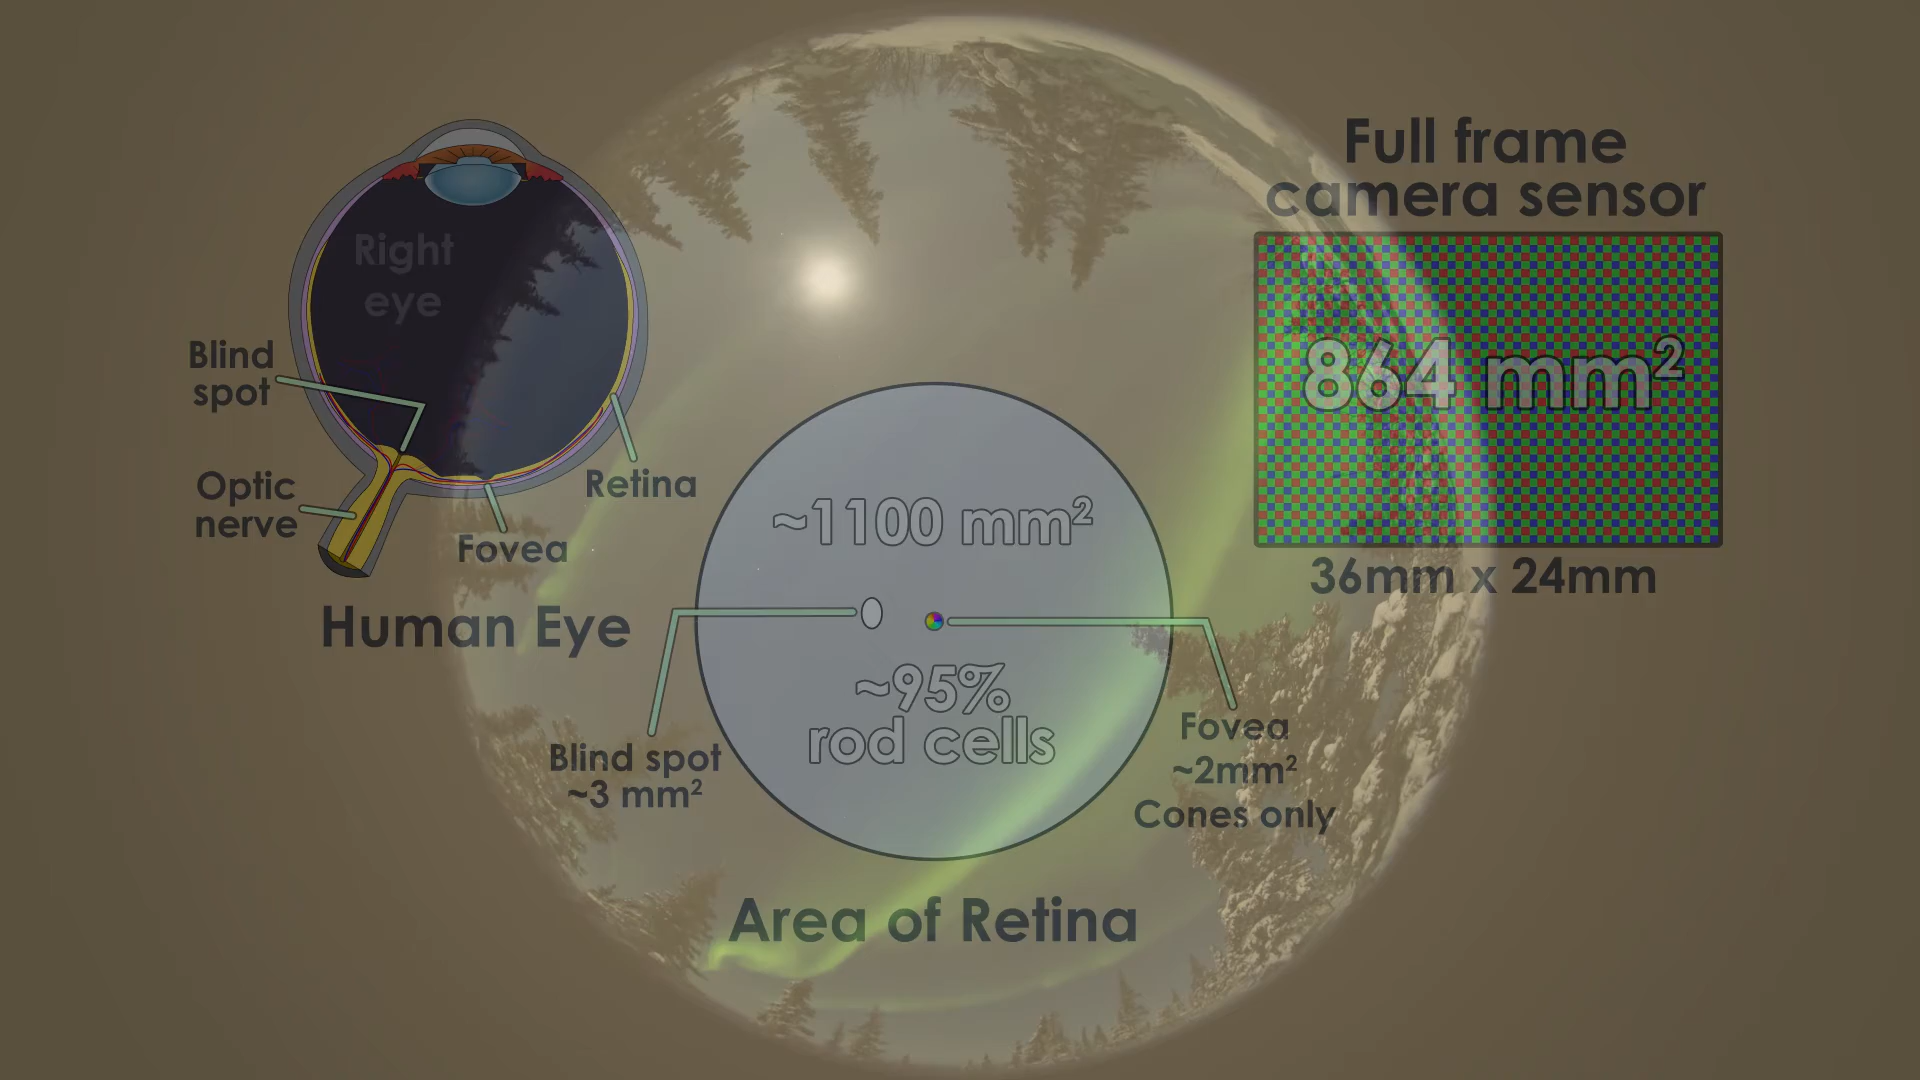 Right
eye
Blind
spot
Optic
nerve
Retina
Fovea
Human Eye
~1100 mm²
~95%
rod cells
Blind spot
~3 mm²
Fovea
~2mm²
Cones only
Area of Retina
Full frame
camera sensor
864 mm²
36mm x 24mm